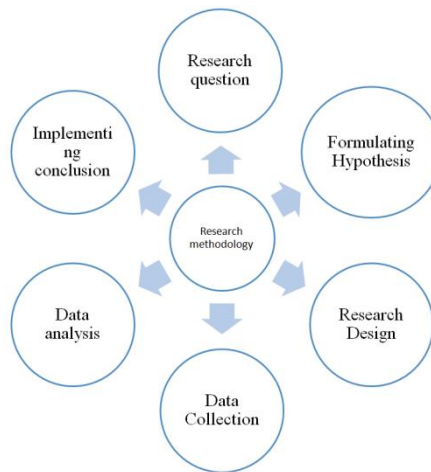 Research
question
Formulating
Hypothesis
Research
Design
Data
Collection
Data
analysis
Implementi
ng
conclusion
Research
methodology